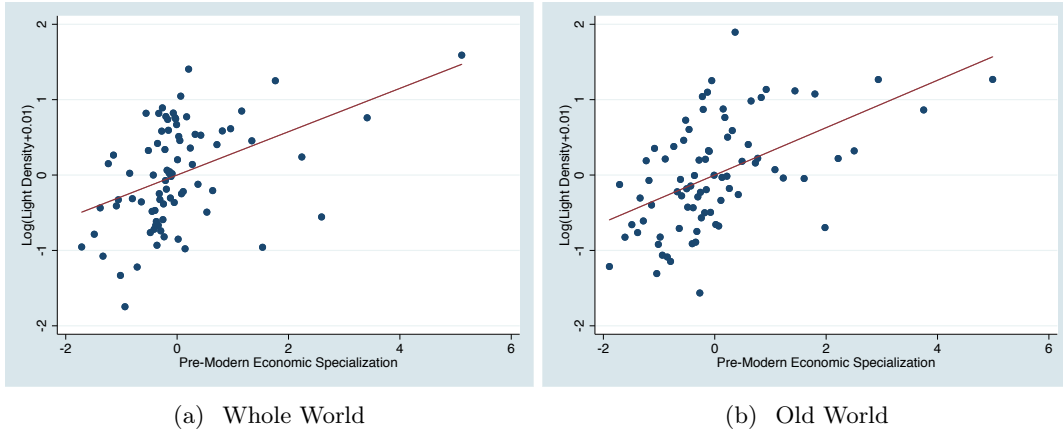 2
1
0
-1
-2
Log(Light Density+0.01)
-2 0 2 4 6
Pre-Modern Economic Specialization
(a) Whole World
2
1
0
-1
-2
Log(Light Density+0.01)
-2 0 2 4 6
Pre-Modern Economic Specialization
(b) Old World